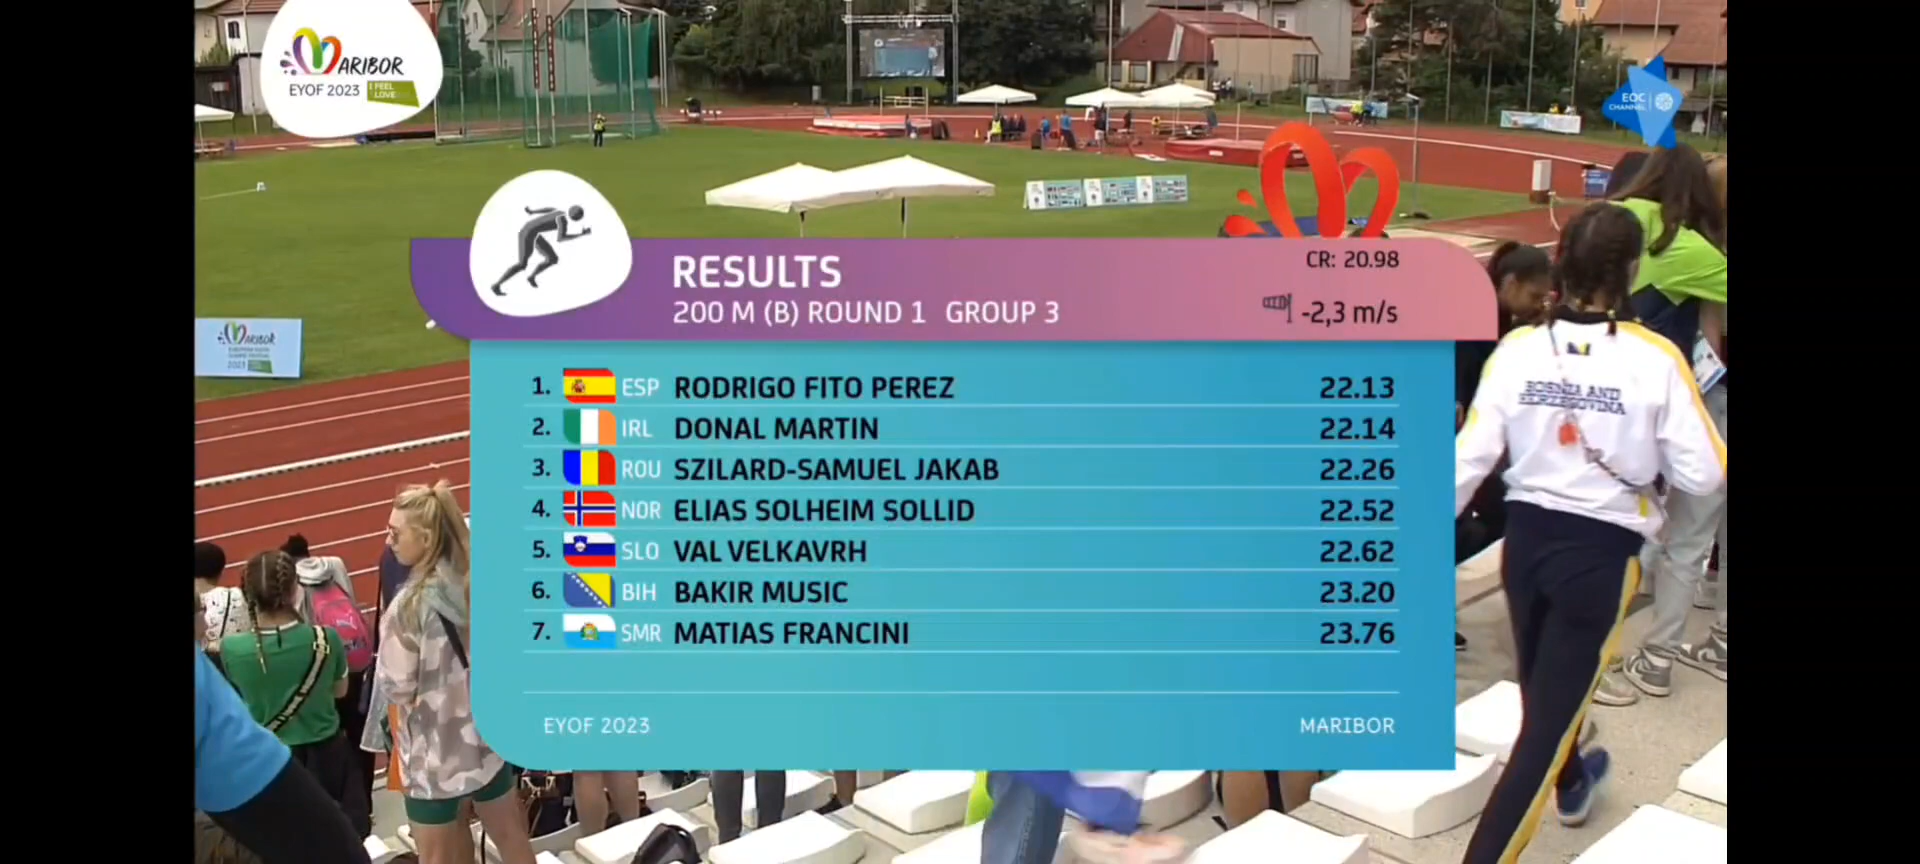 MARIBOR
EYOF 2023 I FEEL LOVE
EOC
CHANNEL
RESULTS
CR: 20.98
200 M (B) ROUND 1 GROUP 3
-2,3 m/s
1. ESP RODRIGO FITO PEREZ 22.13
2. IRL DONAL MARTIN 22.14
3. ROU SZILARD-SAMUEL JAKAB 22.26
4. NOR ELIAS SOLHEIM SOLLID 22.52
5. SLO VAL VELKAVRH 22.62
6. BIH BAKIR MUSIC 23.20
7. SMR MATIAS FRANCINI 23.76
EYOF 2023
MARIBOR
MARIBOR
2023
BOSNIA AND
HERZEGOVINA